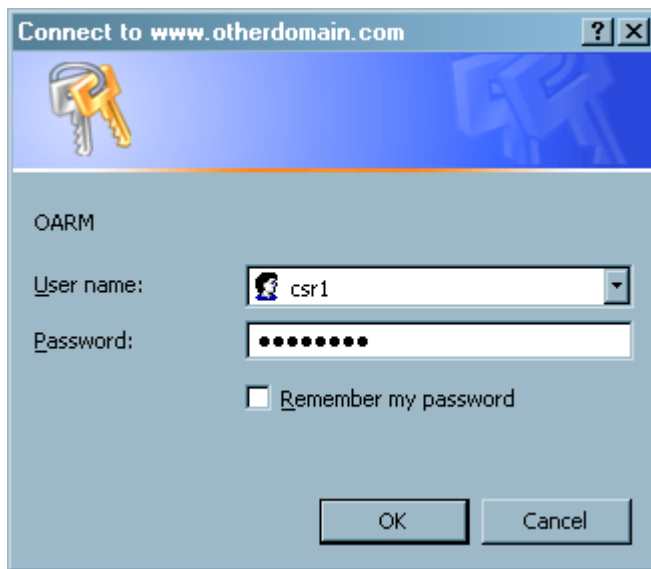 Connect to www.otherdomain.com
OARM
User name: csr1
Password: ••••••••
Remember my password
OK Cancel